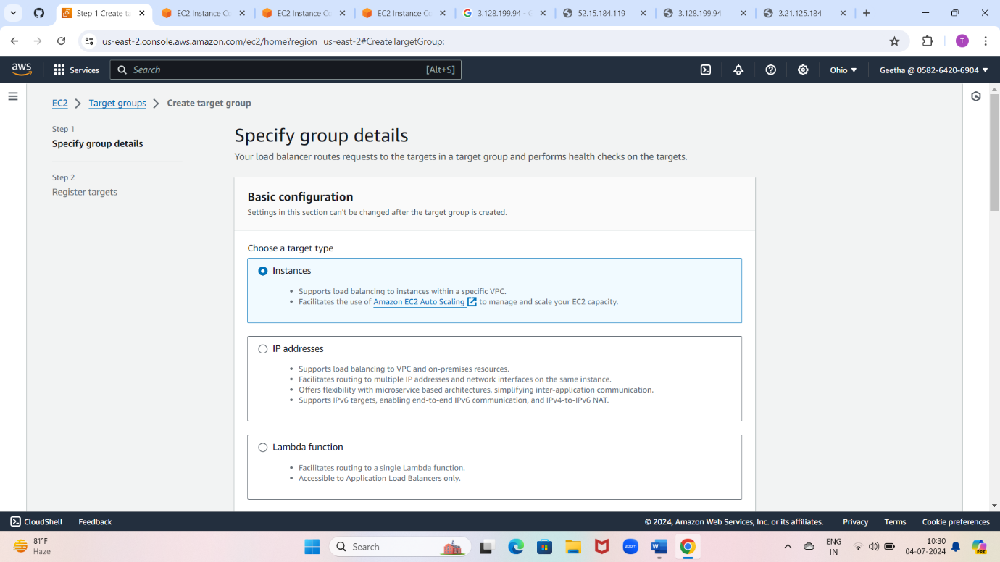 Step 1 Create ta
EC2 Instance Co
EC2 Instance Co
EC2 Instance Co
3.128.199.94 - G
52.15.184.119
3.128.199.94
3.21.125.184
us-east-2.console.aws.amazon.com/ec2/home?region=us-east-2#CreateTargetGroup:
T
aws
Services
Search
[Alt+S]
Ohio
Geetha @ 0582-6420-6904
EC2
Target groups
Create target group
Step 1
Specify group details
Step 2
Register targets
Specify group details
Your load balancer routes requests to the targets in a target group and performs health checks on the targets.
Basic configuration
Settings in this section can't be changed after the target group is created.
Choose a target type
Instances
• Supports load balancing to instances within a specific VPC.
• Facilitates the use of Amazon EC2 Auto Scaling to manage and scale your EC2 capacity.
IP addresses
• Supports load balancing to VPC and on-premises resources.
• Facilitates routing to multiple IP addresses and network interfaces on the same instance.
• Offers flexibility with microservice based architectures, simplifying inter-application communication.
• Supports IPv6 targets, enabling end-to-end IPv6 communication, and IPv4-to-IPv6 NAT.
Lambda function
• Facilitates routing to a single Lambda function.
• Accessible to Application Load Balancers only.
CloudShell
Feedback
© 2024, Amazon Web Services, Inc. or its affiliates.
Privacy
Terms
Cookie preferences
81°F
Haze
Search
zoom
W
ENG
IN
10:30
04-07-2024
PRE